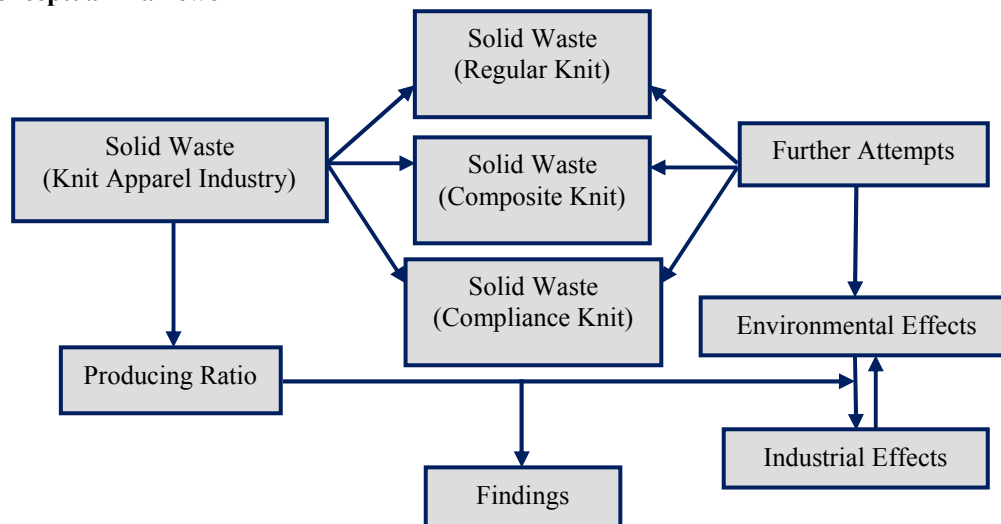 Solid Waste
(Regular Knit)
Solid Waste
(Knit Apparel Industry)
Solid Waste
(Composite Knit)
Further Attempts
Solid Waste
(Compliance Knit)
Environmental Effects
Producing Ratio
Industrial Effects
Findings